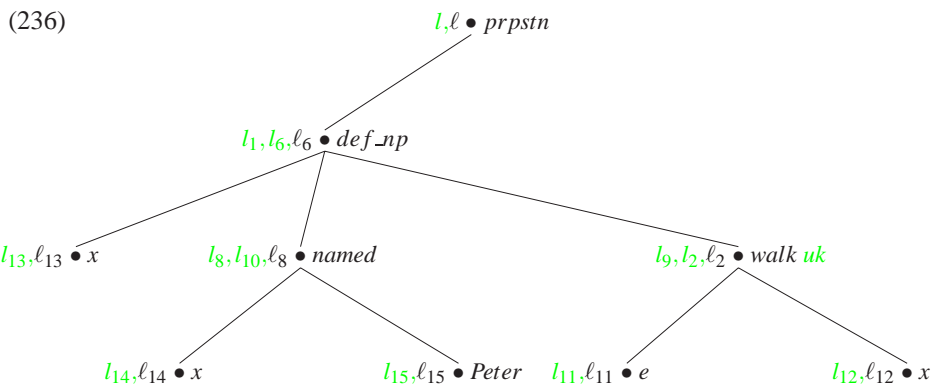 (236)
l,ℓ • prpstn
l₁,l₆,ℓ₆ • def_np
l₁₃,ℓ₁₃ • x
l₈,l₁₀,ℓ₈ • named
l₉,l₂,ℓ₂ • walk uk
l₁₄,ℓ₁₄ • x
l₁₅,ℓ₁₅ • Peter
l₁₁,ℓ₁₁ • e
l₁₂,ℓ₁₂ • x